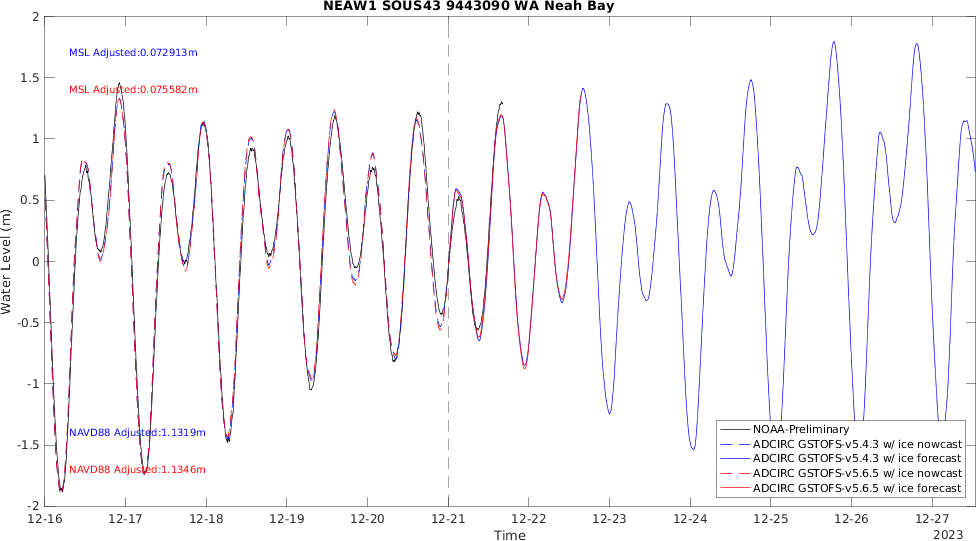 NEAW1 SOUS43 9443090 WA Neah Bay
2
1.5
1
0.5
0
-0.5
-1
-1.5
-2
Water Level (m)
MSL Adjusted:0.072913m
MSL Adjusted:0.075582m
NAVD88 Adjusted:1.1319m
NAVD88 Adjusted:1.1346m
NOAA-Preliminary
ADCIRC GSTOFS-v5.4.3 w/ ice nowcast
ADCIRC GSTOFS-v5.4.3 w/ ice forecast
ADCIRC GSTOFS-v5.6.5 w/ ice nowcast
ADCIRC GSTOFS-v5.6.5 w/ ice forecast
12-16 12-17 12-18 12-19 12-20 12-21 12-22 12-23 12-24 12-25 12-26 12-27
Time
2023